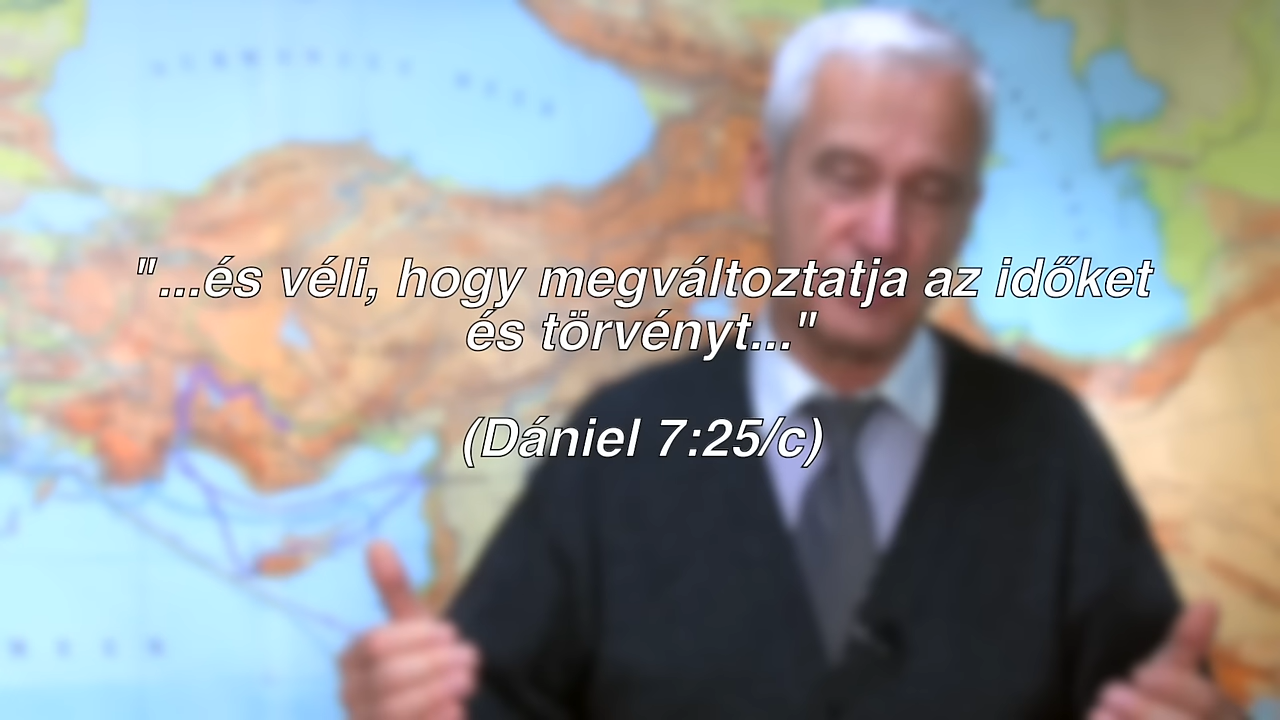 "...és véli, hogy megváltoztatja az időket
és törvényt..."
(Dániel 7:25/c)